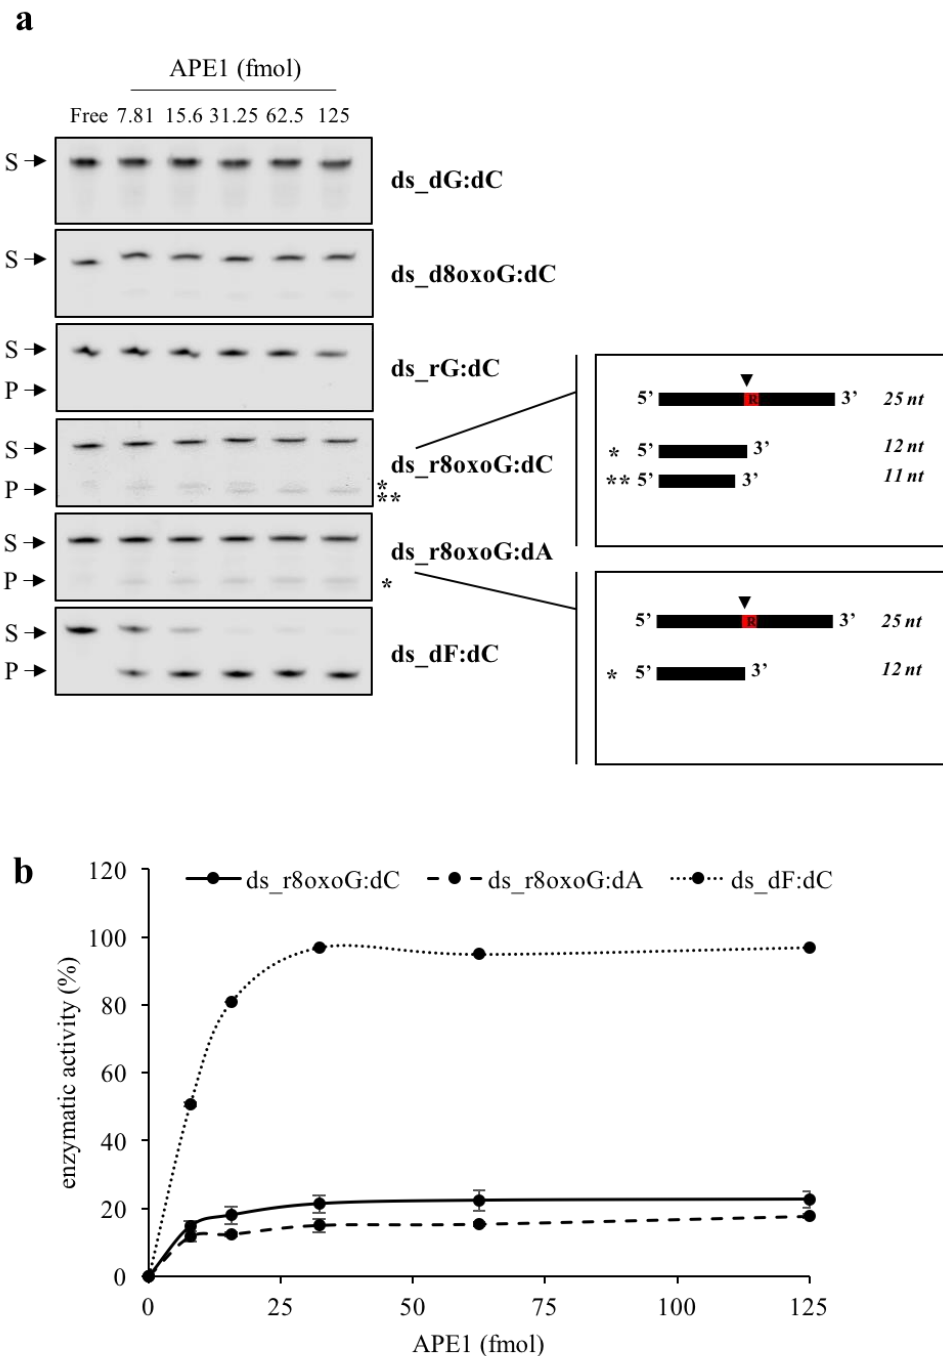 a
APE1 (fmol)
Free 7.81 15.6 31.25 62.5 125
S
ds_dG:dC
S
ds_d8oxoG:dC
S
P
ds_rG:dC
S
P
ds_r8oxoG:dC
*
**
S
P
ds_r8oxoG:dA
*
S
P
ds_dF:dC
5’ R 3’ 25 nt
* 5’ 3’ 12 nt
** 5’ 3’ 11 nt
5’ R 3’ 25 nt
* 5’ 3’ 12 nt
b
ds_r8oxoG:dC ds_r8oxoG:dA ds_dF:dC
enzymatic activity (%)
120
100
80
60
40
20
0
0 25 50 75 100 125
APE1 (fmol)